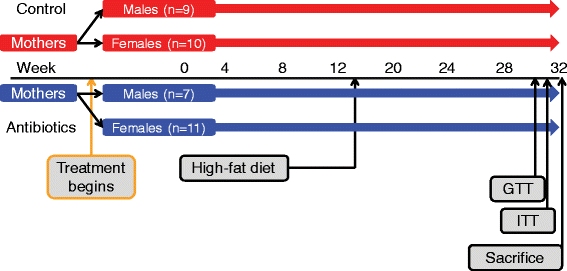 Control
Males (n=9)
Mothers
Females (n=10)
Week 0 4 8 12 16 20 24 28 32
Mothers
Males (n=7)
Antibiotics
Females (n=11)
Treatment
begins
High-fat diet
GTT
ITT
Sacrifice